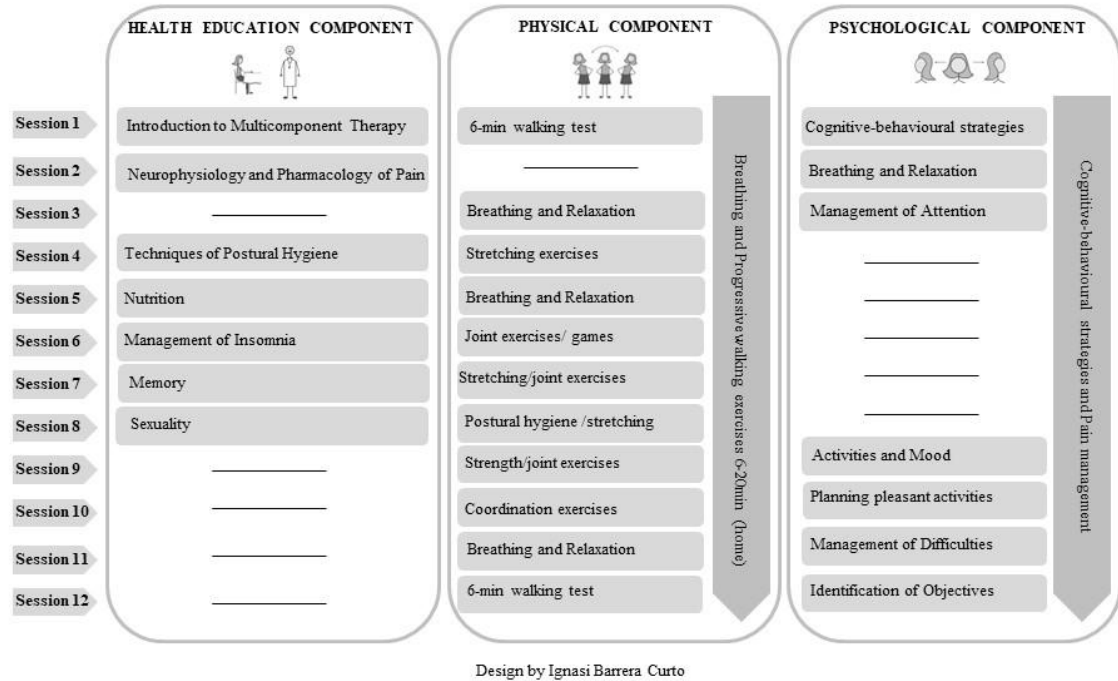 HEALTH EDUCATION COMPONENT
PHYSICAL COMPONENT
PSYCHOLOGICAL COMPONENT
Session 1
Introduction to Multicomponent Therapy
6-min walking test
Cognitive-behavioural strategies
Session 2
Neurophysiology and Pharmacology of Pain
Breathing and Relaxation
Session 3
Breathing and Relaxation
Management of Attention
Session 4
Techniques of Postural Hygiene
Stretching exercises
Session 5
Nutrition
Breathing and Relaxation
Session 6
Management of Insomnia
Joint exercises/ games
Session 7
Memory
Stretching/joint exercises
Session 8
Sexuality
Postural hygiene /stretching
Session 9
Strength/joint exercises
Activities and Mood
Session 10
Coordination exercises
Planning pleasant activities
Session 11
Breathing and Relaxation
Management of Difficulties
Session 12
6-min walking test
Identification of Objectives
Breathing and Progressive walking exercises 6-20min (home)
Cognitive-behavioural strategies and Pain management
Design by Ignasi Barrera Curto